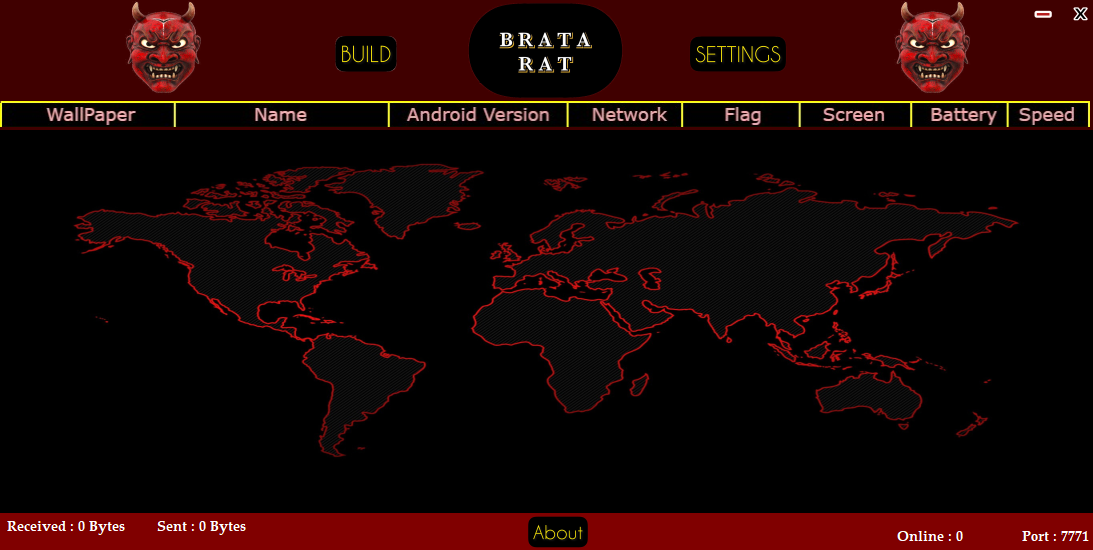 BUILD
BRATA
RAT
SETTINGS
X
WallPaper Name Android Version Network Flag Screen Battery Speed
Received : 0 Bytes Sent : 0 Bytes About Online : 0 Port : 7771